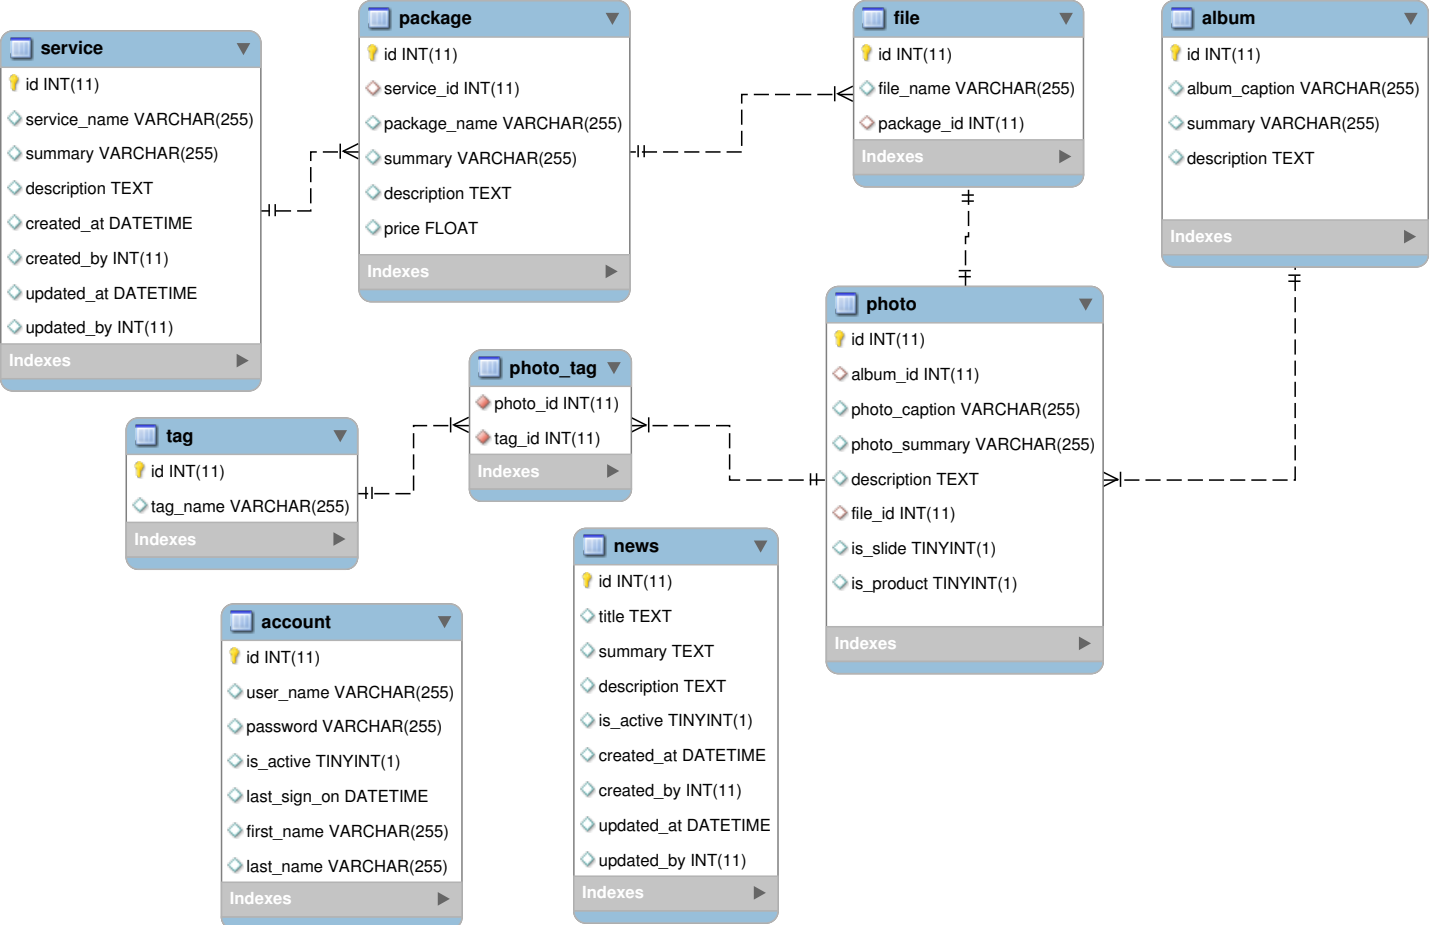 service
id INT(11)
service_name VARCHAR(255)
summary VARCHAR(255)
description TEXT
created_at DATETIME
created_by INT(11)
updated_at DATETIME
updated_by INT(11)
Indexes
package
id INT(11)
service_id INT(11)
package_name VARCHAR(255)
summary VARCHAR(255)
description TEXT
price FLOAT
Indexes
file
id INT(11)
file_name VARCHAR(255)
package_id INT(11)
Indexes
album
id INT(11)
album_caption VARCHAR(255)
summary VARCHAR(255)
description TEXT
Indexes
photo
id INT(11)
album_id INT(11)
photo_caption VARCHAR(255)
photo_summary VARCHAR(255)
description TEXT
file_id INT(11)
is_slide TINYINT(1)
is_product TINYINT(1)
Indexes
photo_tag
photo_id INT(11)
tag_id INT(11)
Indexes
tag
id INT(11)
tag_name VARCHAR(255)
Indexes
news
id INT(11)
title TEXT
summary TEXT
description TEXT
is_active TINYINT(1)
created_at DATETIME
created_by INT(11)
updated_at DATETIME
updated_by INT(11)
Indexes
account
id INT(11)
user_name VARCHAR(255)
password VARCHAR(255)
is_active TINYINT(1)
last_sign_on DATETIME
first_name VARCHAR(255)
last_name VARCHAR(255)
Indexes